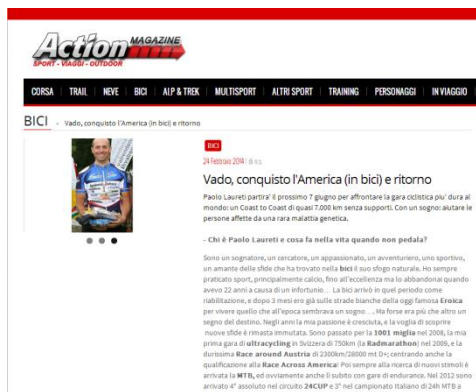 Action MAGAZINE
SPORT - VIAGGI - OUTDOOR
CORSA TRAIL NEVE BICI ALP & TREK MULTISPORT ALTRI SPORT TRAINING PERSONAGGI IN VIAGGIO
BICI - Vado, conquisto l'America (in bici) e ritorno
BICI
24 Febbraio 2014
Vado, conquisto l'America (in bici) e ritorno
Paolo Laureti partira' il prossimo 7 giugno per affrontare la gara ciclistica piu' dura al
mondo: un Coast to Coast di quasi 7.000 km senza supporti. Con un sogno: aiutare le
persone affette da una rara malattia genetica.
- Chi è Paolo Laureti e cosa fa nella vita quando non pedala?
Sono un sognatore, un cercatore, un appassionato, un avventuriero, uno sportivo,
un amante delle sfide che ha trovato nella bici il suo sfogo naturale. Ho sempre
praticato sport, principalmente calcio, fino all'eccellenza ma lo abbandonai quando
avevo 22 anni a causa di un infortunio... La bici arrivò in quel periodo come
riabilitazione, e dopo 3 mesi ero già sulle strade bianche della oggi famosa Eroica
per vivere quello che all'epoca sembrava un sogno... Ma forse era più che altro un
segno del destino. Negli anni la mia passione è cresciuta, e la voglia di scoprire
nuove sfide è rimasta immutata. Sono passato per la 1001 miglia nel 2008, la mia
prima gara di ultracycling in Svizzera di 750km (la Radmarathon) nel 2009, e la
durissima Race around Austria di 2300km/28000 mt D+; centrando anche la
qualificazione alla Race Across America! Poi sempre alla ricerca di nuovi stimoli è
arrivata la MTB, ed ovviamente anche lì subito con gare di endurance. Nel 2012 sono
arrivato 4° assoluto nel circuito 24CUP e 3° nel campionato italiano di 24h MTB a